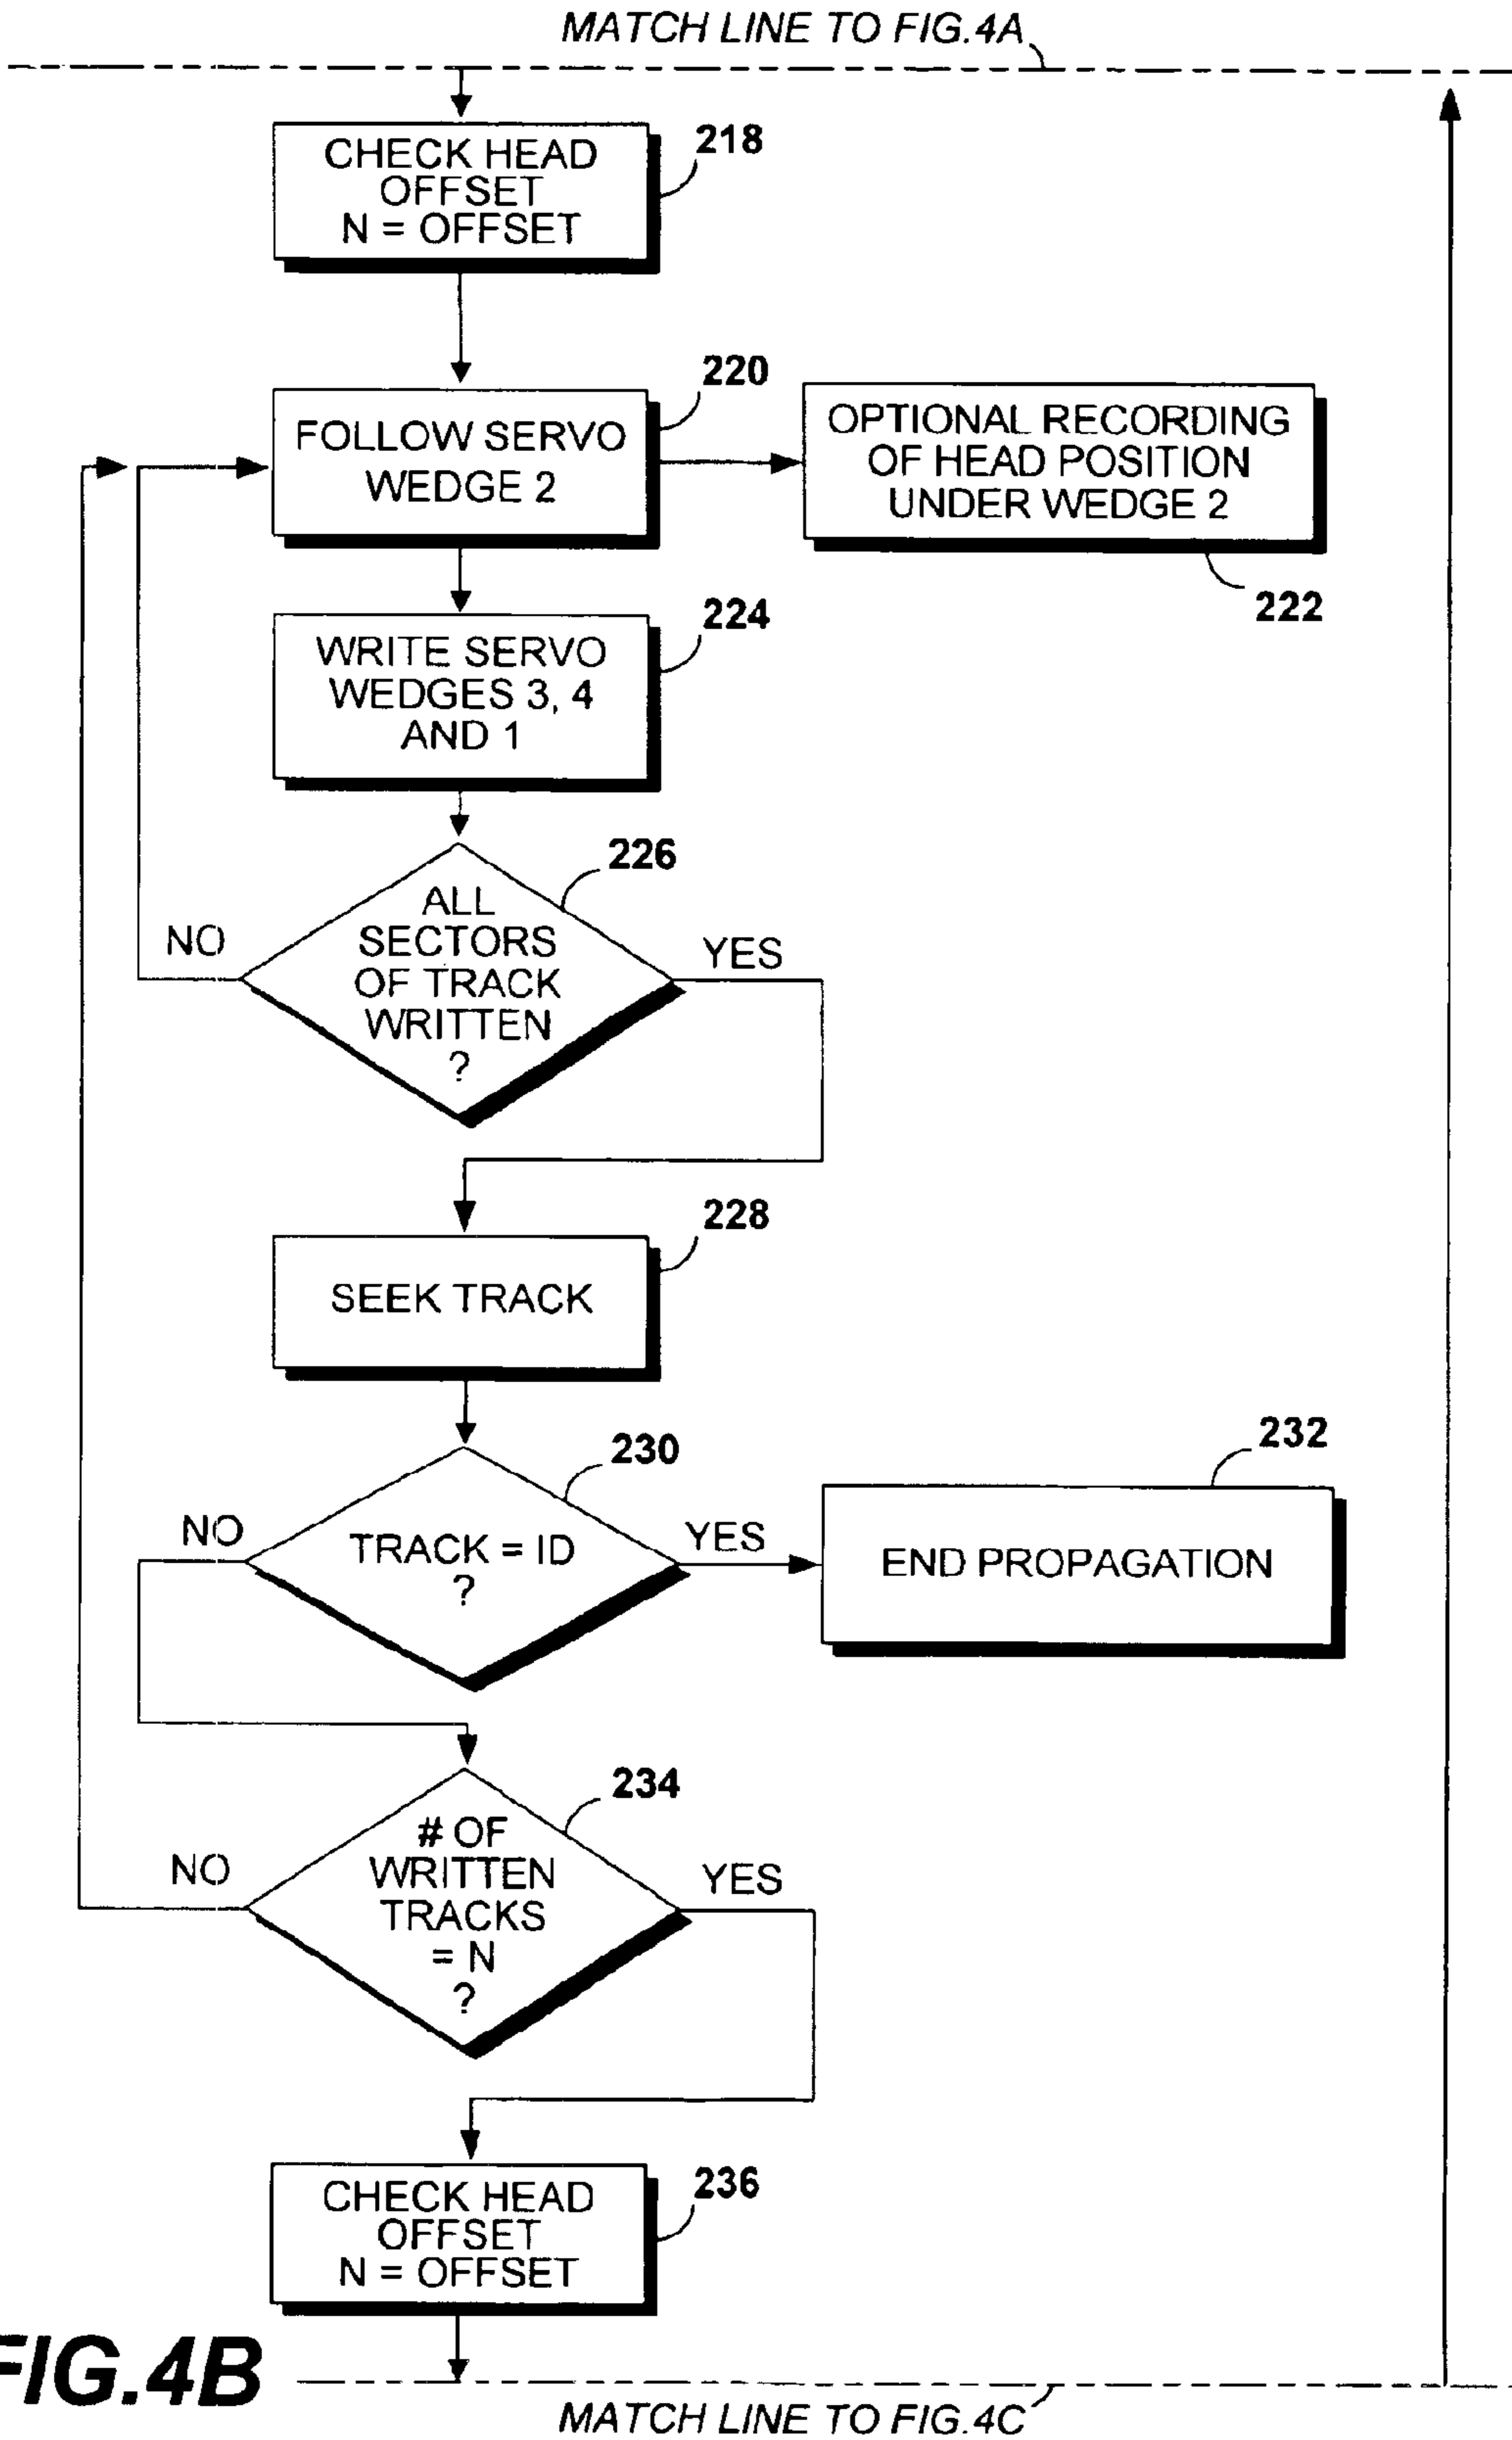 MATCH LINE TO FIG.4A
CHECK HEAD
OFFSET
N = OFFSET
218
FOLLOW SERVO
WEDGE 2
220
OPTIONAL RECORDING
OF HEAD POSITION
UNDER WEDGE 2
222
WRITE SERVO
WEDGES 3, 4
AND 1
224
ALL
SECTORS
OF TRACK
WRITTEN
?
226
NO
YES
SEEK TRACK
228
TRACK = ID
?
230
NO
YES
END PROPAGATION
232
# OF
WRITTEN
TRACKS
= N
?
234
NO
YES
CHECK HEAD
OFFSET
N = OFFSET
236
FIG.4B
MATCH LINE TO FIG.4C